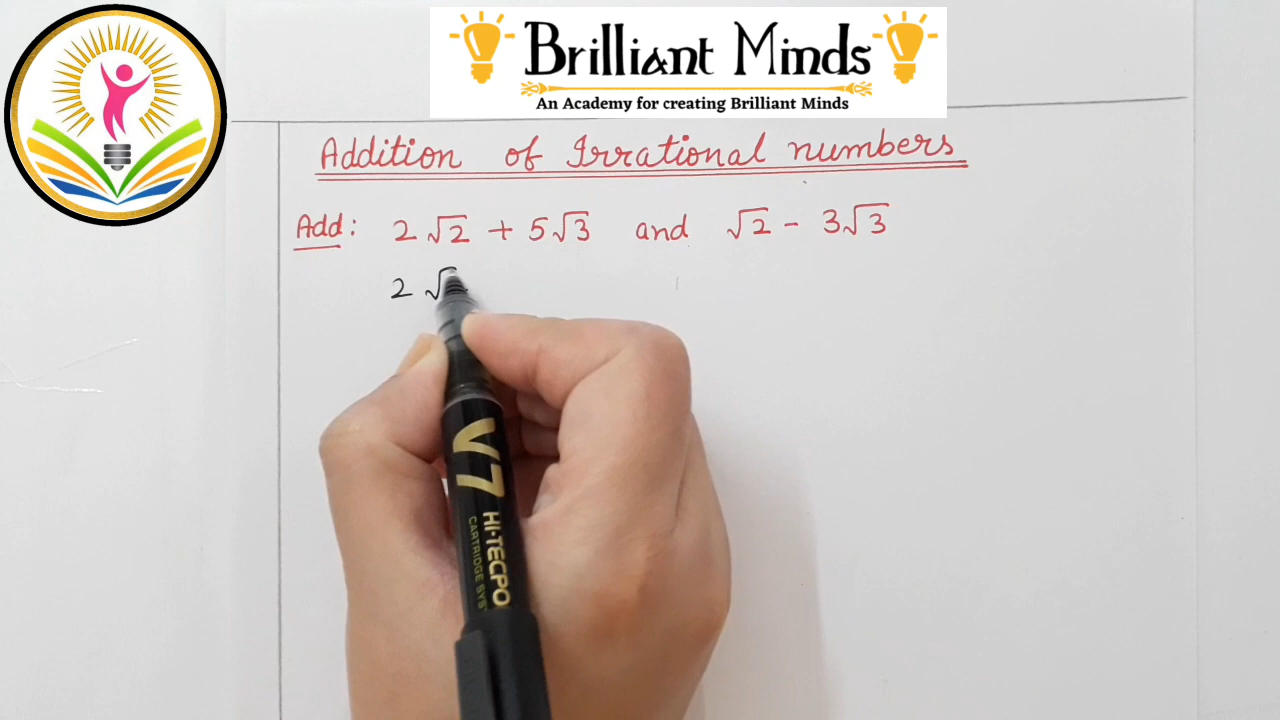 Brilliant Minds
An Academy for creating Brilliant Minds
Addition of Irrational numbers
Add: 2√2 + 5√3 and √2 - 3√3
2√
V7
HI-TECPO
CARTRIDGE SYS